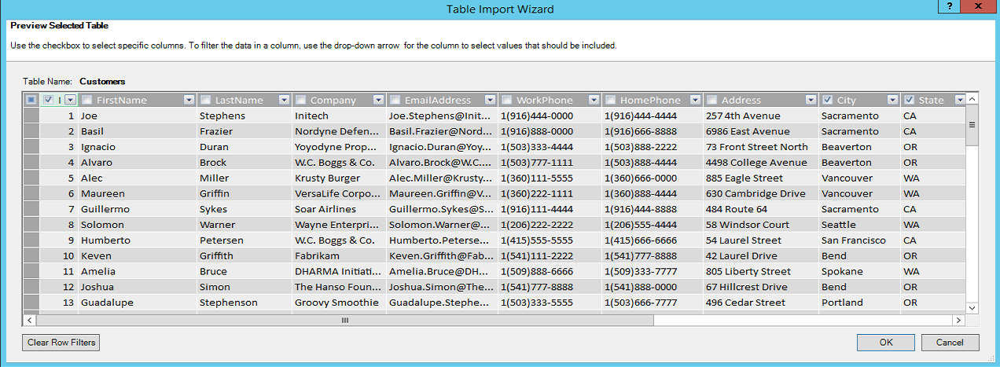 Table Import Wizard
? X
Preview Selected Table
Use the checkbox to select specific columns. To filter the data in a column, use the drop-down arrow for the column to select values that should be included.
Table Name: Customers
I FirstName LastName Company EmailAddress WorkPhone HomePhone Address City State
1 Joe Stephens Initech Joe.Stephens@Init... 1(916)444-0000 1(916)444-4444 257 4th Avenue Sacramento CA
2 Basil Frazier Nordyne Defen... Basil.Frazier@Nord... 1(916)888-0000 1(916)666-8888 6986 East Avenue Sacramento CA
3 Ignacio Duran Yoyodyne Prop... Ignacio.Duran@Yoy... 1(503)333-4444 1(503)888-2222 73 Front Street North Beaverton OR
4 Alvaro Brock W.C. Boggs & Co. Alvaro.Brock@W.C.... 1(503)777-1111 1(503)888-4444 4498 College Avenue Beaverton OR
5 Alec Miller Krusty Burger Alec.Miller@Krusty... 1(360)111-5555 1(360)666-0000 885 Eagle Street Vancouver WA
6 Maureen Griffin VersaLife Corpo... Maureen.Griffin@V... 1(360)222-1111 1(360)888-4444 630 Cambridge Drive Vancouver WA
7 Guillermo Sykes Soar Airlines Guillermo.Sykes@S... 1(916)111-4444 1(916)444-8888 484 Route 64 Sacramento CA
8 Solomon Warner Wayne Enterpri... Solomon.Warner@... 1(206)222-2222 1(206)555-4444 58 Windsor Court Seattle WA
9 Humberto Petersen W.C. Boggs & Co. Humberto.Peterse... 1(415)555-5555 1(415)666-6666 54 Laurel Street San Francisco CA
10 Keven Griffith Fabrikam Keven.Griffith@Fab... 1(541)111-2222 1(541)777-8888 42 Laurel Drive Bend OR
11 Amelia Bruce DHARMA Initiati... Amelia.Bruce@DH... 1(509)888-6666 1(509)333-7777 805 Liberty Street Spokane WA
12 Joshua Simon The Hanso Foun... Joshua.Simon@The... 1(541)777-8888 1(541)888-0000 67 Hillcrest Drive Bend OR
13 Guadalupe Stephenson Groovy Smoothie Guadalupe.Stephe... 1(503)333-5555 1(503)666-7777 496 Cedar Street Portland OR
Clear Row Filters OK Cancel